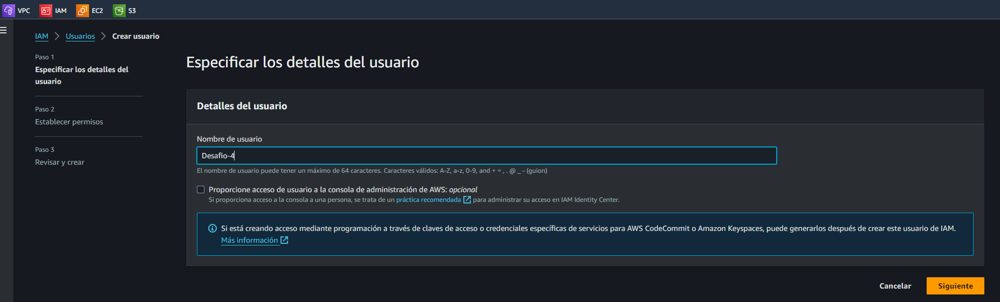 VPC IAM EC2 S3
IAM Usuarios Crear usuario
Paso 1
Especificar los detalles del
usuario
Paso 2
Establecer permisos
Paso 3
Revisar y crear
Especificar los detalles del usuario
Detalles del usuario
Nombre de usuario
Desafio-4
El nombre de usuario puede tener un máximo de 64 caracteres. Caracteres válidos: A-Z, a-z, 0-9, and + = , . @ _ - (guion)
Proporcione acceso de usuario a la consola de administración de AWS: opcional
Si proporciona acceso a la consola a una persona, se trata de un práctica recomendada para administrar su acceso en IAM Identity Center.
Si está creando acceso mediante programación a través de claves de acceso o credenciales específicas de servicios para AWS CodeCommit o Amazon Keyspaces, puede generarlos después de crear este usuario de IAM.
Más información
Cancelar Siguiente